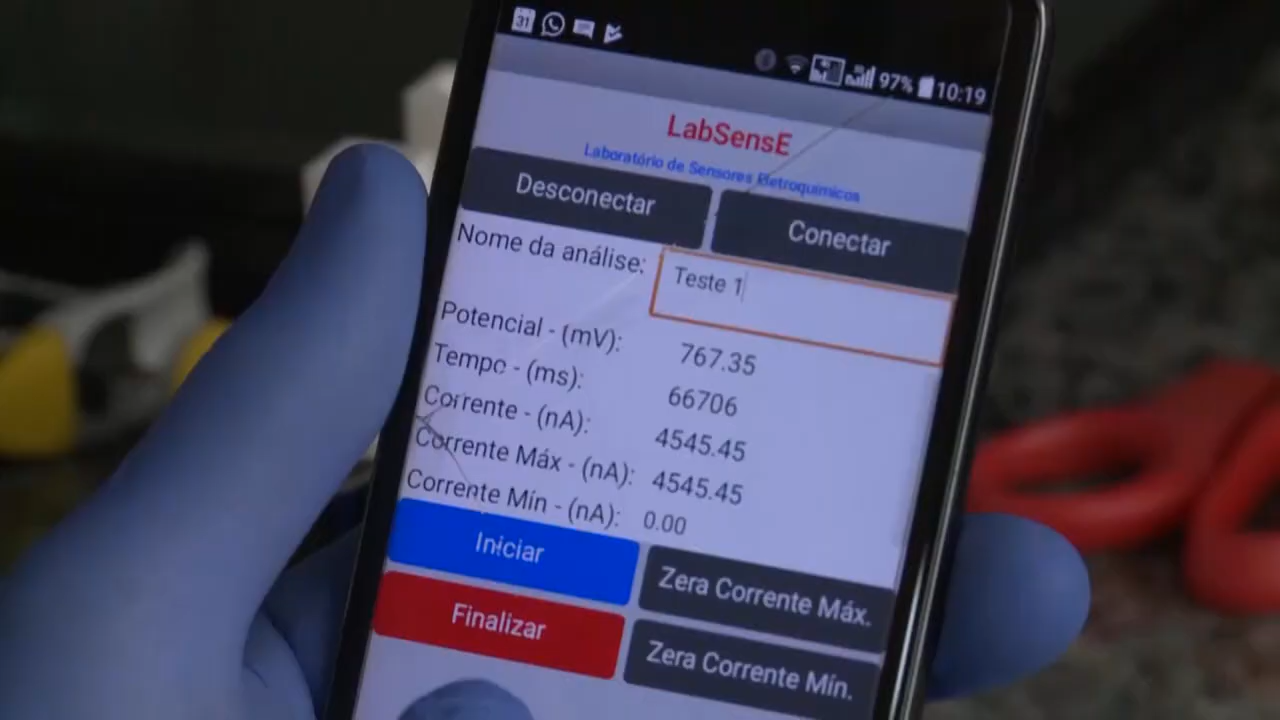 31
97% 10:19
LabSensE
Laboratório de Sensores Eletroquímicos
Desconectar Conectar
Nome da análise: Teste 1
Potencial - (mV): 767.35
Tempo - (ms): 66706
Corrente - (nA): 4545.45
Corrente Máx - (nA): 4545.45
Corrente Mín - (nA): 0.00
Iniciar Zera Corrente Máx.
Finalizar Zera Corrente Mín.